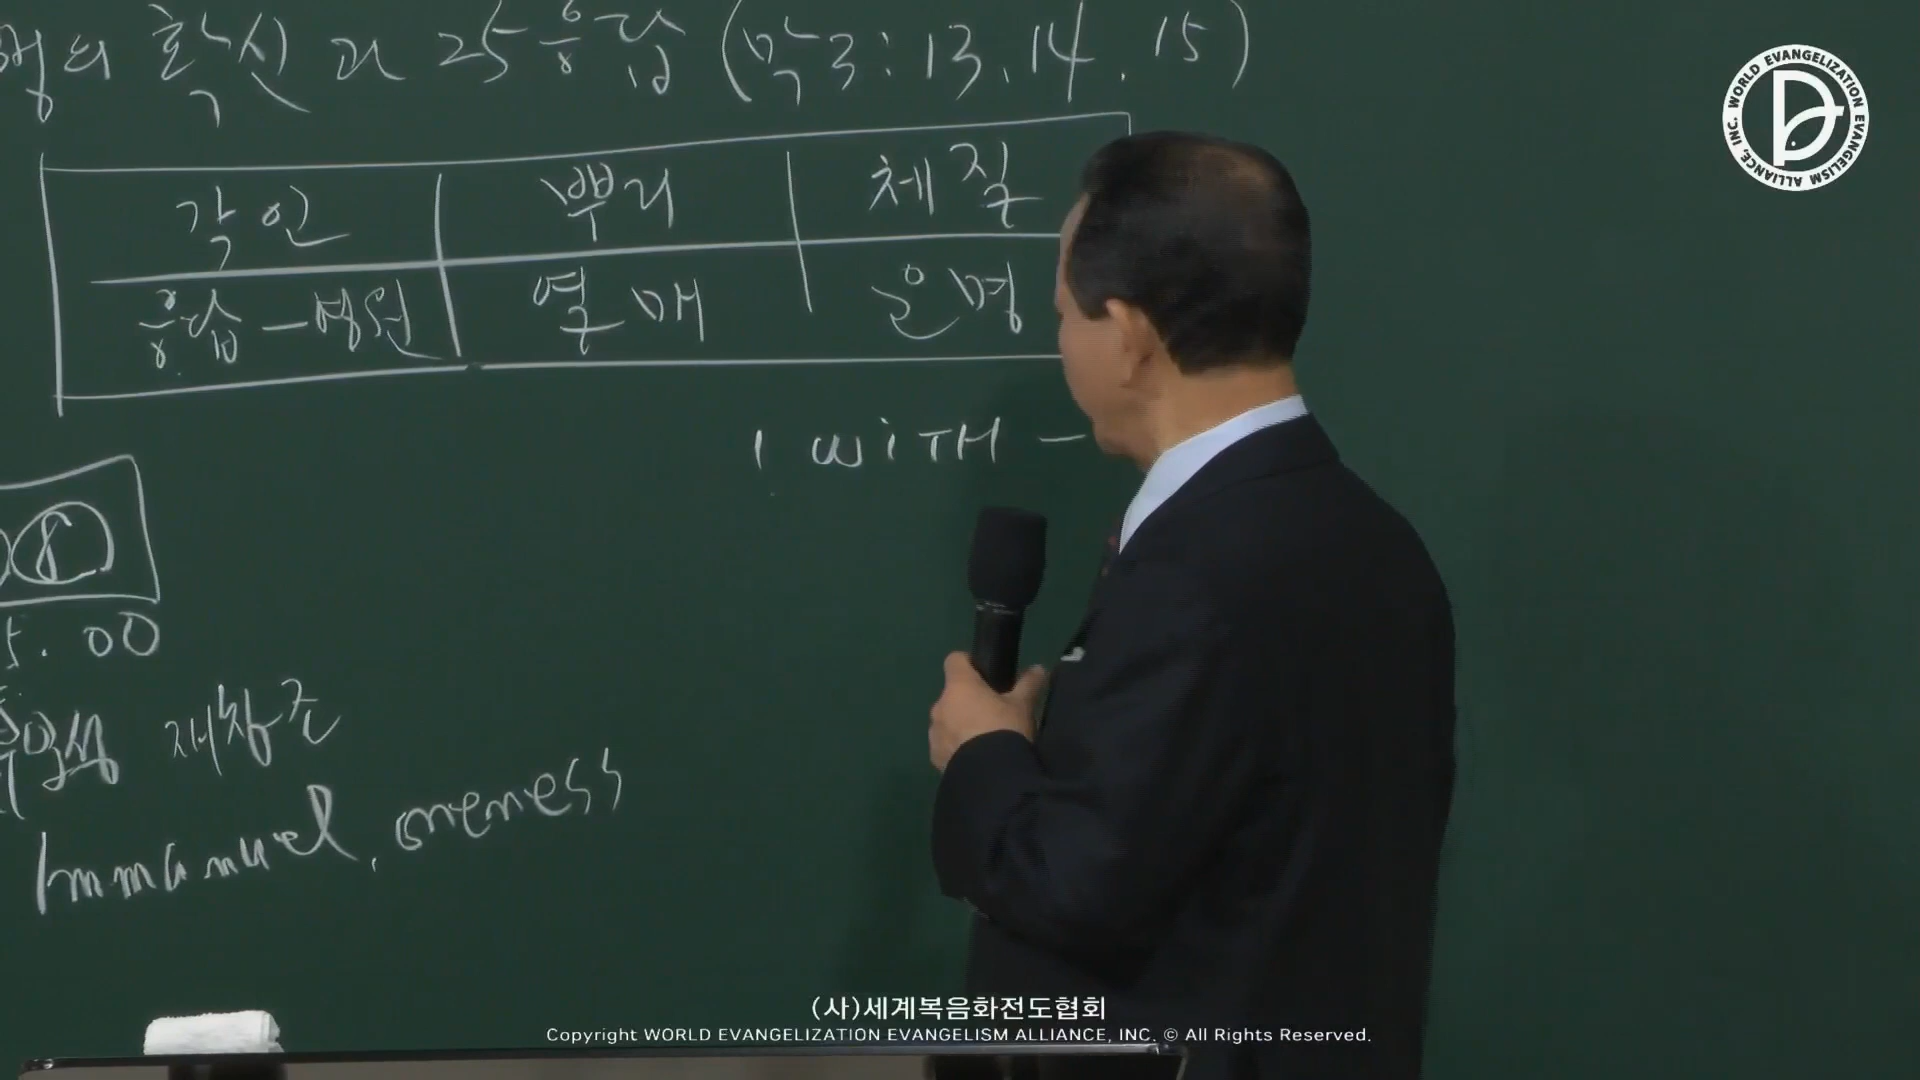 의 확신 과 25 응답 (막3:13.14.15)
각인 뿌리 체질
응답 - 영원 열매 운명
1 WiTH -
8
5.00
재창조
Immanuel, oneness
WORLD EVANGELIZATION EVANGELISM ALLIANCE, INC.
(사)세계복음화전도협회
Copyright WORLD EVANGELIZATION EVANGELISM ALLIANCE, INC. © All Rights Reserved.